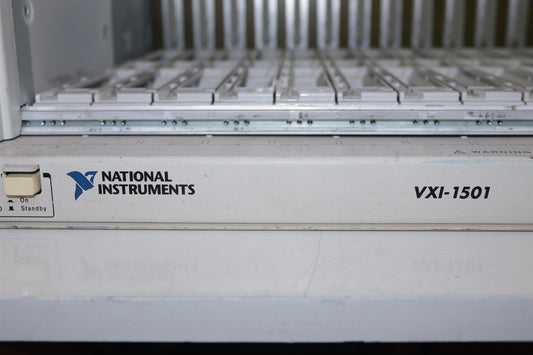 ⚠ WARNING
NATIONAL
INSTRUMENTS
VXI-1501
On
Standby